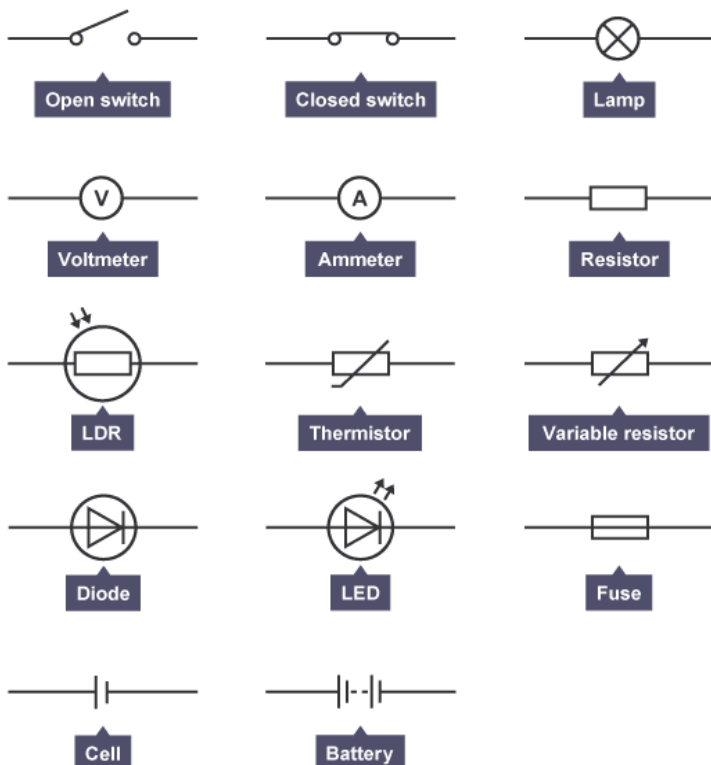 Open switch
Closed switch
Lamp
V
A
Voltmeter
Ammeter
Resistor
LDR
Thermistor
Variable resistor
Diode
LED
Fuse
Cell
Battery